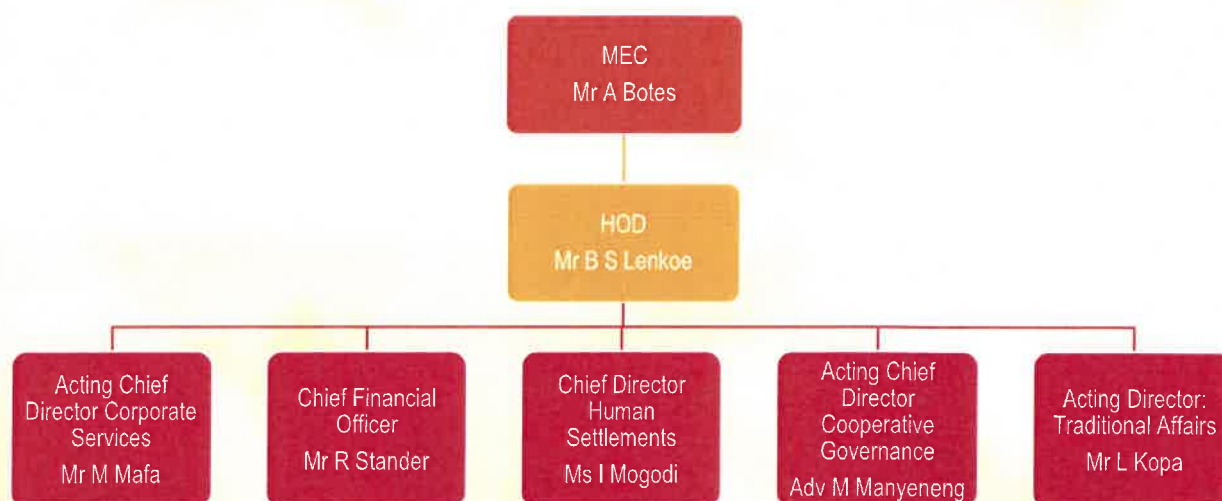 MEC
Mr A Botes
HOD
Mr B S Lenkoe
Acting Chief
Director Corporate
Services
Mr M Mafa
Chief Financial
Officer
Mr R Stander
Chief Director
Human
Settlements
Ms I Mogodi
Acting Chief
Director
Cooperative
Governance
Adv M Manyeneng
Acting Director:
Traditional Affairs
Mr L Kopa